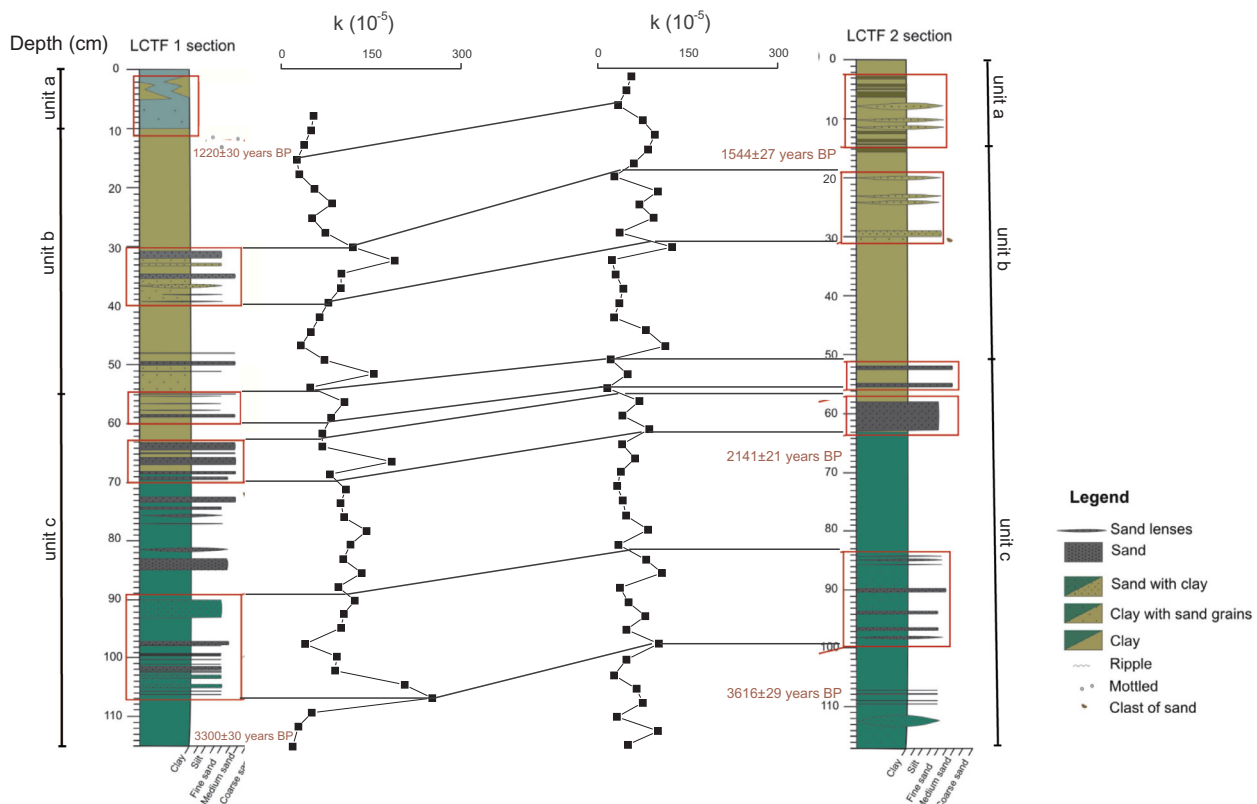 k (10-5)
k (10-5)
Depth (cm)
LCTF 1 section
LCTF 2 section
0
150
300
0
150
300
unit a
unit b
unit c
0
10
20
30
40
50
60
70
80
90
100
110
1220±30 years BP
3300±30 years BP
Clay
Silt
Fine sand
Medium sand
1544±27 years BP
2141±21 years BP
3616±29 years BP
0
10
20
30
40
50
60
70
80
90
100
110
Clay
Silt
Fine sand
Medium sand
Coarse sand
unit a
unit b
unit c
Legend
Sand lenses
Sand
Sand with clay
Clay with sand grains
Clay
Ripple
Mottled
Clast of sand